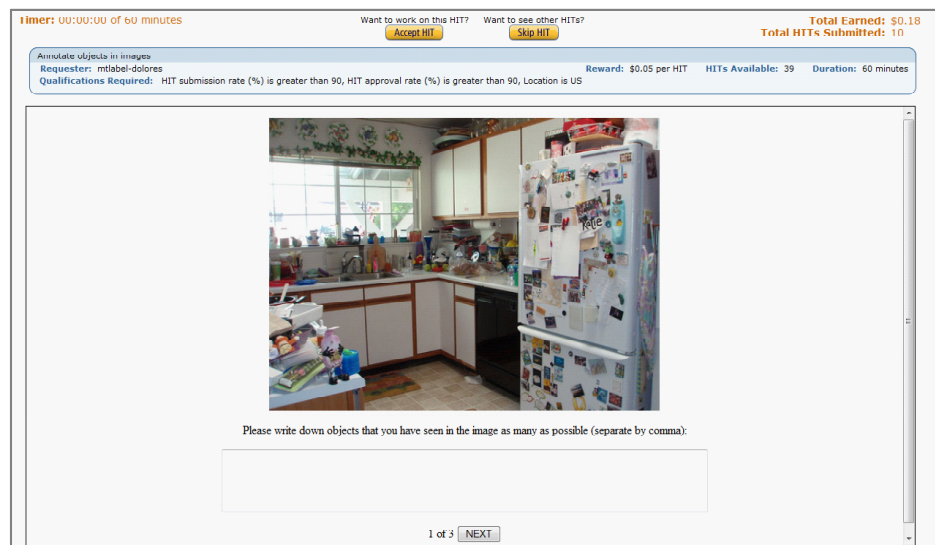 Timer: 00:00:00 of 60 minutes
Want to work on this HIT?
Want to see other HITs?
Total Earned: $0.18
Accept HIT
Skip HIT
Total HITs Submitted: 10
Annotate objects in images
Requester: mtlabel-dolores
Reward: $0.05 per HIT
HITs Available: 39
Duration: 60 minutes
Qualifications Required: HIT submission rate (%) is greater than 90, HIT approval rate (%) is greater than 90, Location is US
Katie
Please write down objects that you have seen in the image as many as possible (separate by comma):
1 of 3 NEXT